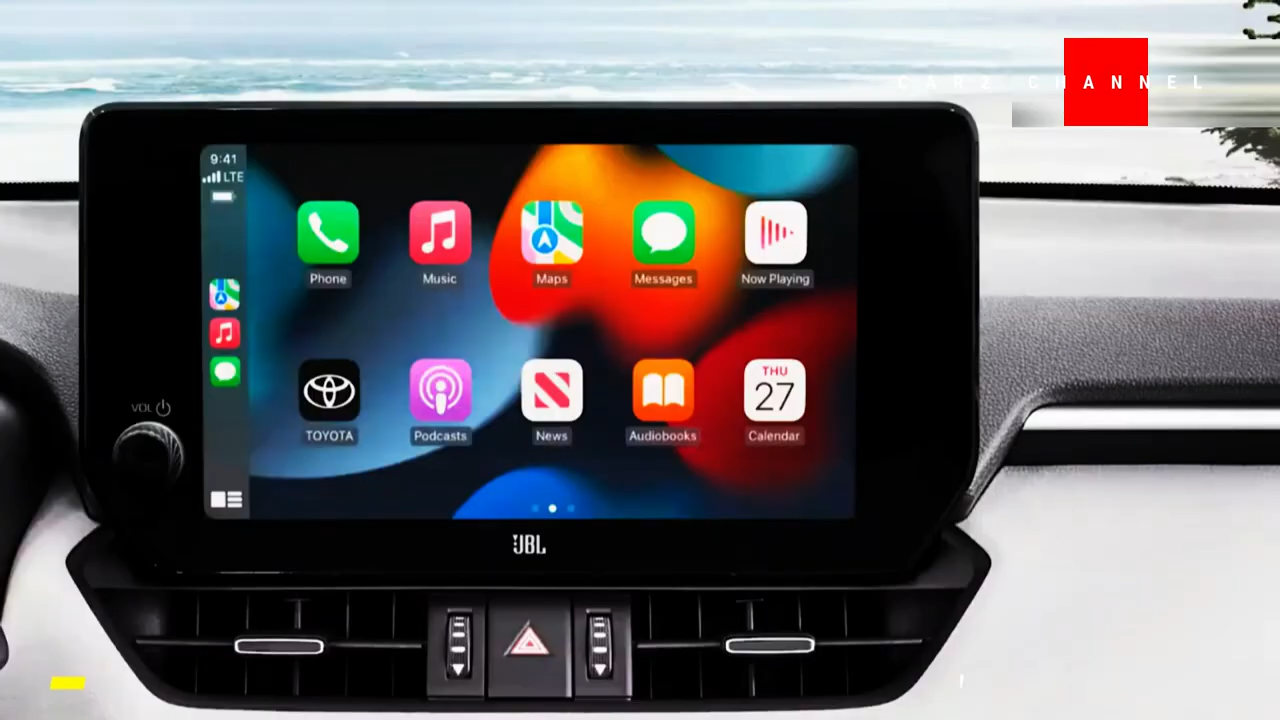 CARZ CHANNEL
9:41
LTE
Phone
Music
Maps
Messages
Now Playing
TOYOTA
Podcasts
News
Audiobooks
THU
27
Calendar
VOL
JBL